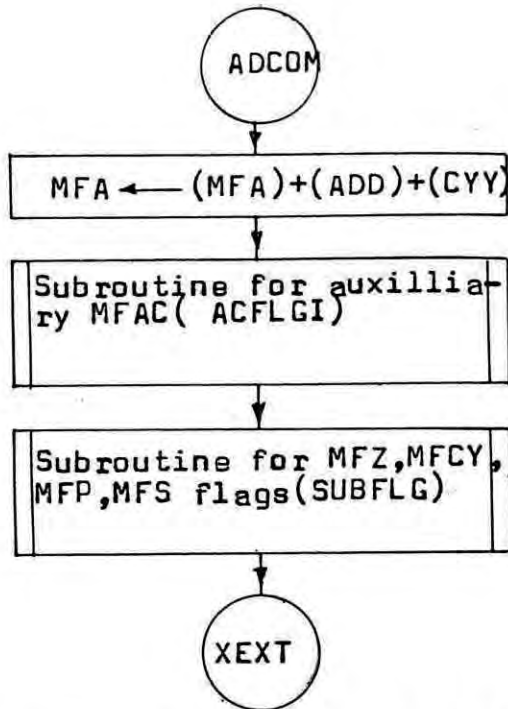 ADCOM
MFA ← (MFA)+(ADD)+(CYY)
Subroutine for auxillia-
ry MFAC( ACFLGI)
Subroutine for MFZ,MFCY,
MFP,MFS flags(SUBFLG)
XEXT